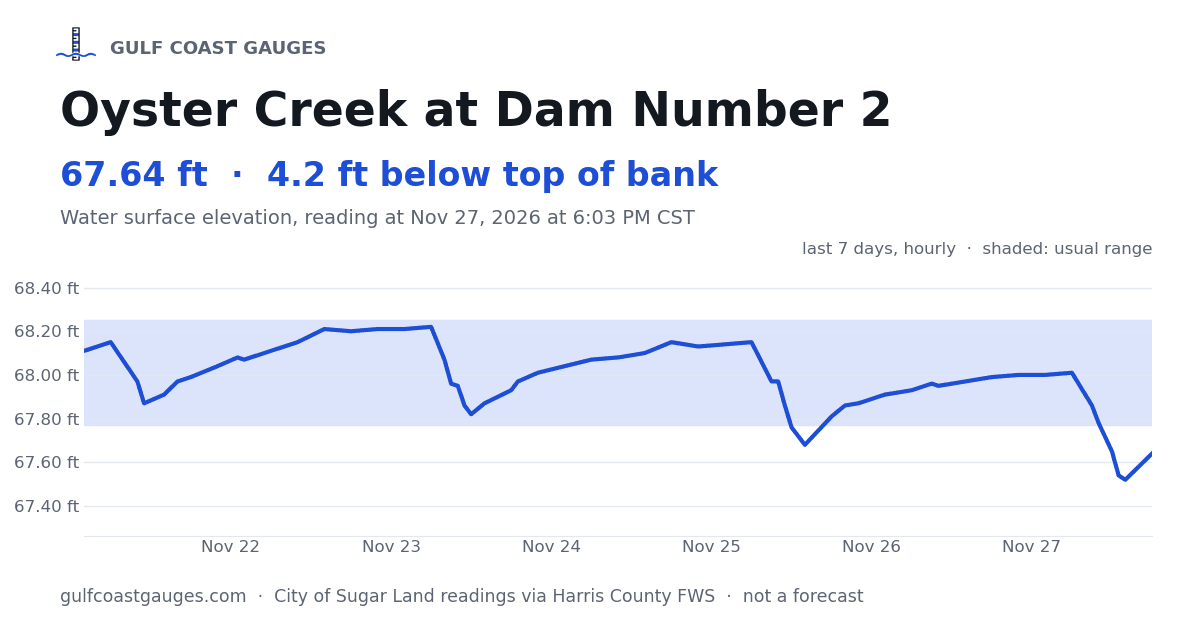 GULF COAST GAUGES
Oyster Creek at Dam Number 2
67.64 ft · 4.2 ft below top of bank
Water surface elevation, reading at Nov 27, 2026 at 6:03 PM CST
last 7 days, hourly · shaded: usual range
68.40 ft
68.20 ft
68.00 ft
67.80 ft
67.60 ft
67.40 ft
Nov 22 Nov 23 Nov 24 Nov 25 Nov 26 Nov 27
gulfcoastgauges.com · City of Sugar Land readings via Harris County FWS · not a forecast